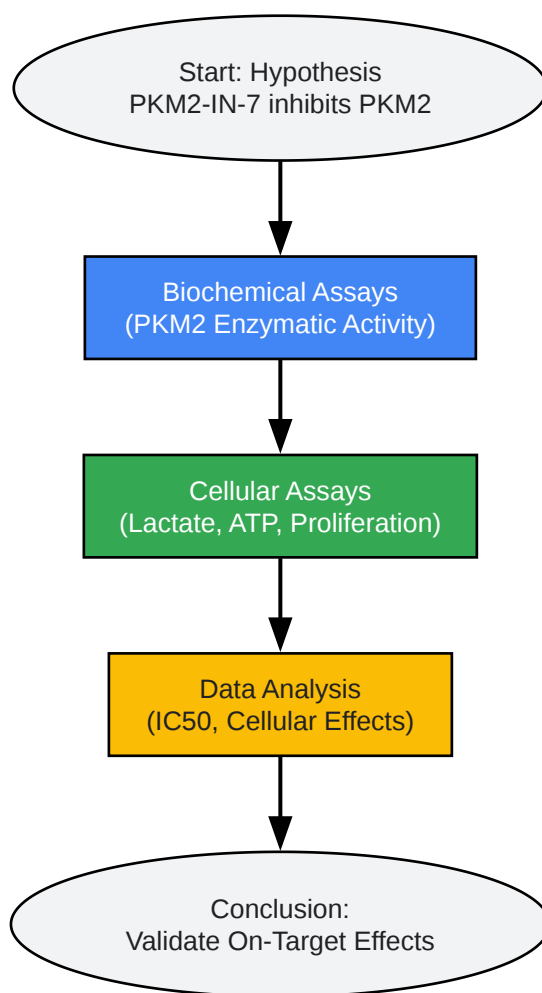 Start: Hypothesis
PKM2-IN-7 inhibits PKM2
Biochemical Assays
(PKM2 Enzymatic Activity)
Cellular Assays
(Lactate, ATP, Proliferation)
Data Analysis
(IC50, Cellular Effects)
Conclusion:
Validate On-Target Effects